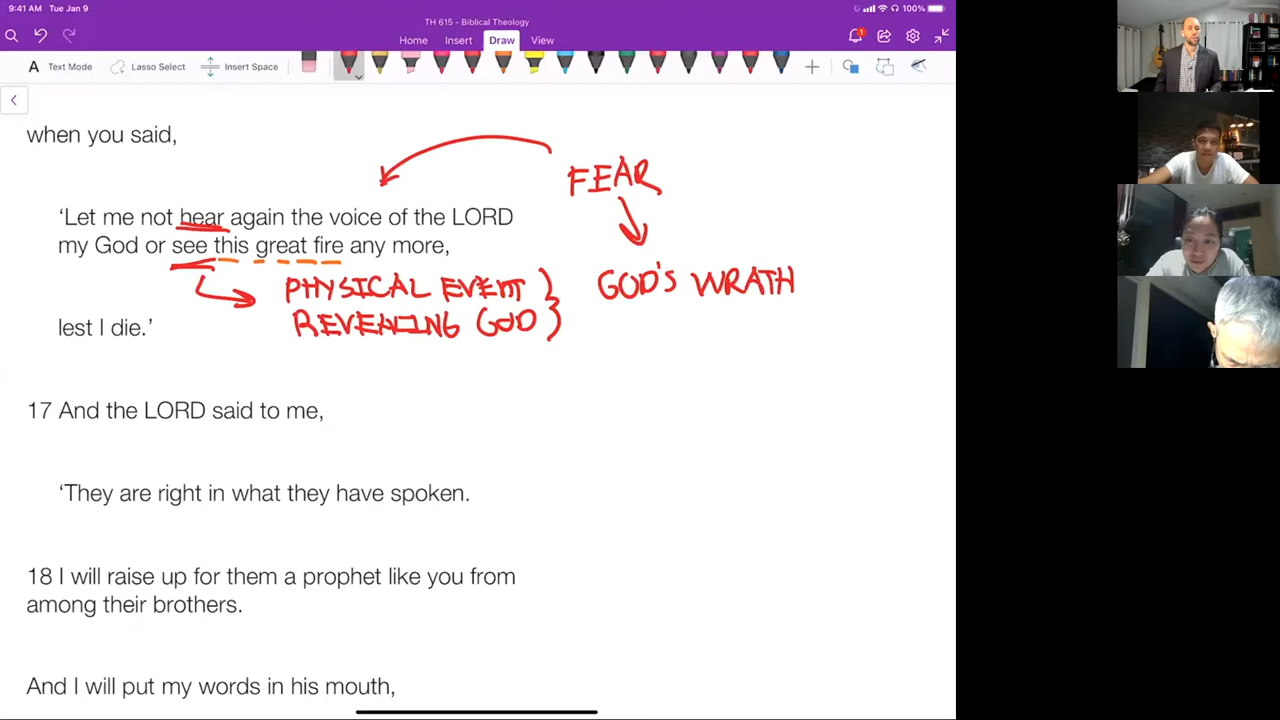 9:41 AM Tue Jan 9
100%
TH 615 - Biblical Theology
Home Insert Draw View
1
A Text Mode Lasso Select Insert Space
when you said,
FEAR
‘Let me not hear again the voice of the LORD
my God or see this great fire any more,
PHYSICAL EVENT
GOD'S WRATH
REVEALING GOD
lest I die.’
17 And the LORD said to me,
‘They are right in what they have spoken.
18 I will raise up for them a prophet like you from
among their brothers.
And I will put my words in his mouth,